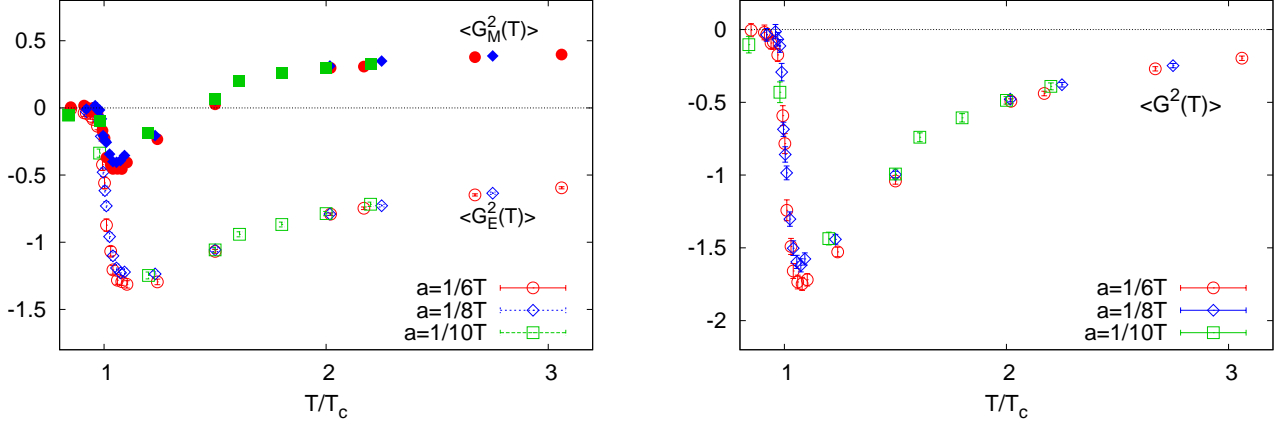 <G²_M(T)>
0.5
0
-0.5
-1
-1.5
<G²_E(T)>
a=1/6T
a=1/8T
a=1/10T
1 2 3
T/T_c
0
-0.5
-1
-1.5
-2
<G²(T)>
a=1/6T
a=1/8T
a=1/10T
1 2 3
T/T_c